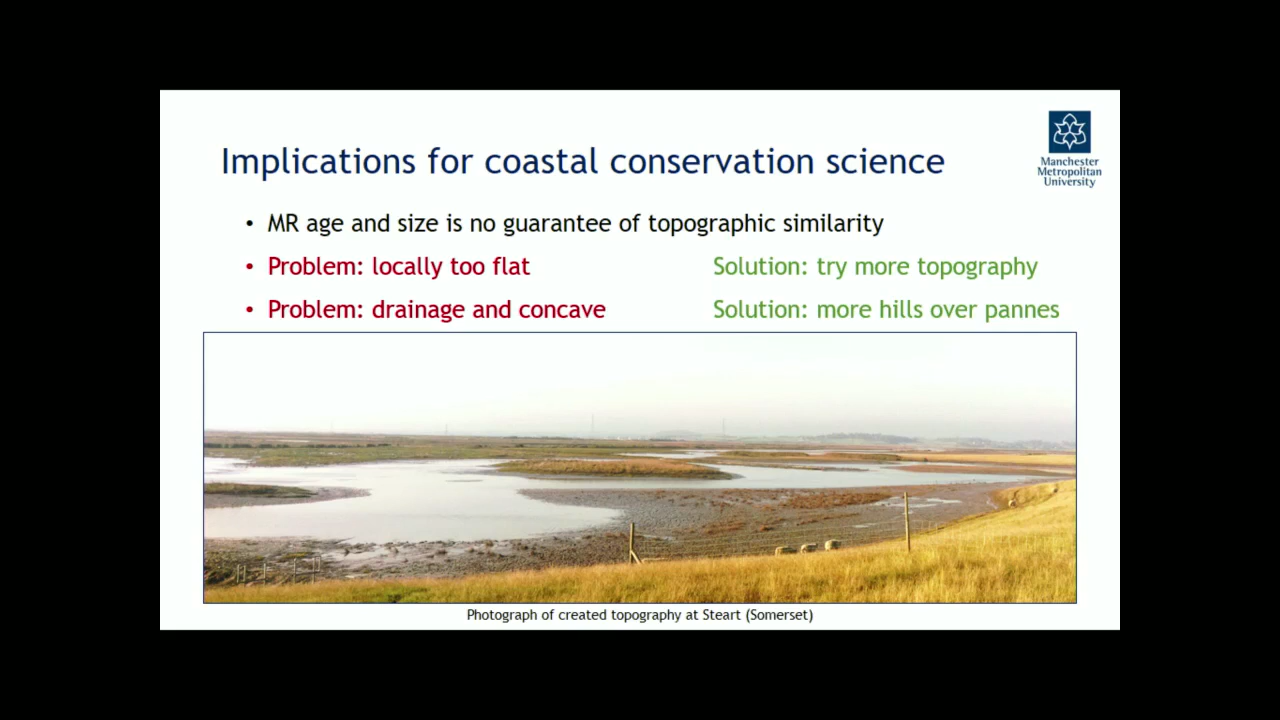 Implications for coastal conservation science
Manchester
Metropolitan
University
• MR age and size is no guarantee of topographic similarity
• Problem: locally too flat Solution: try more topography
• Problem: drainage and concave Solution: more hills over pannes
Photograph of created topography at Steart (Somerset)